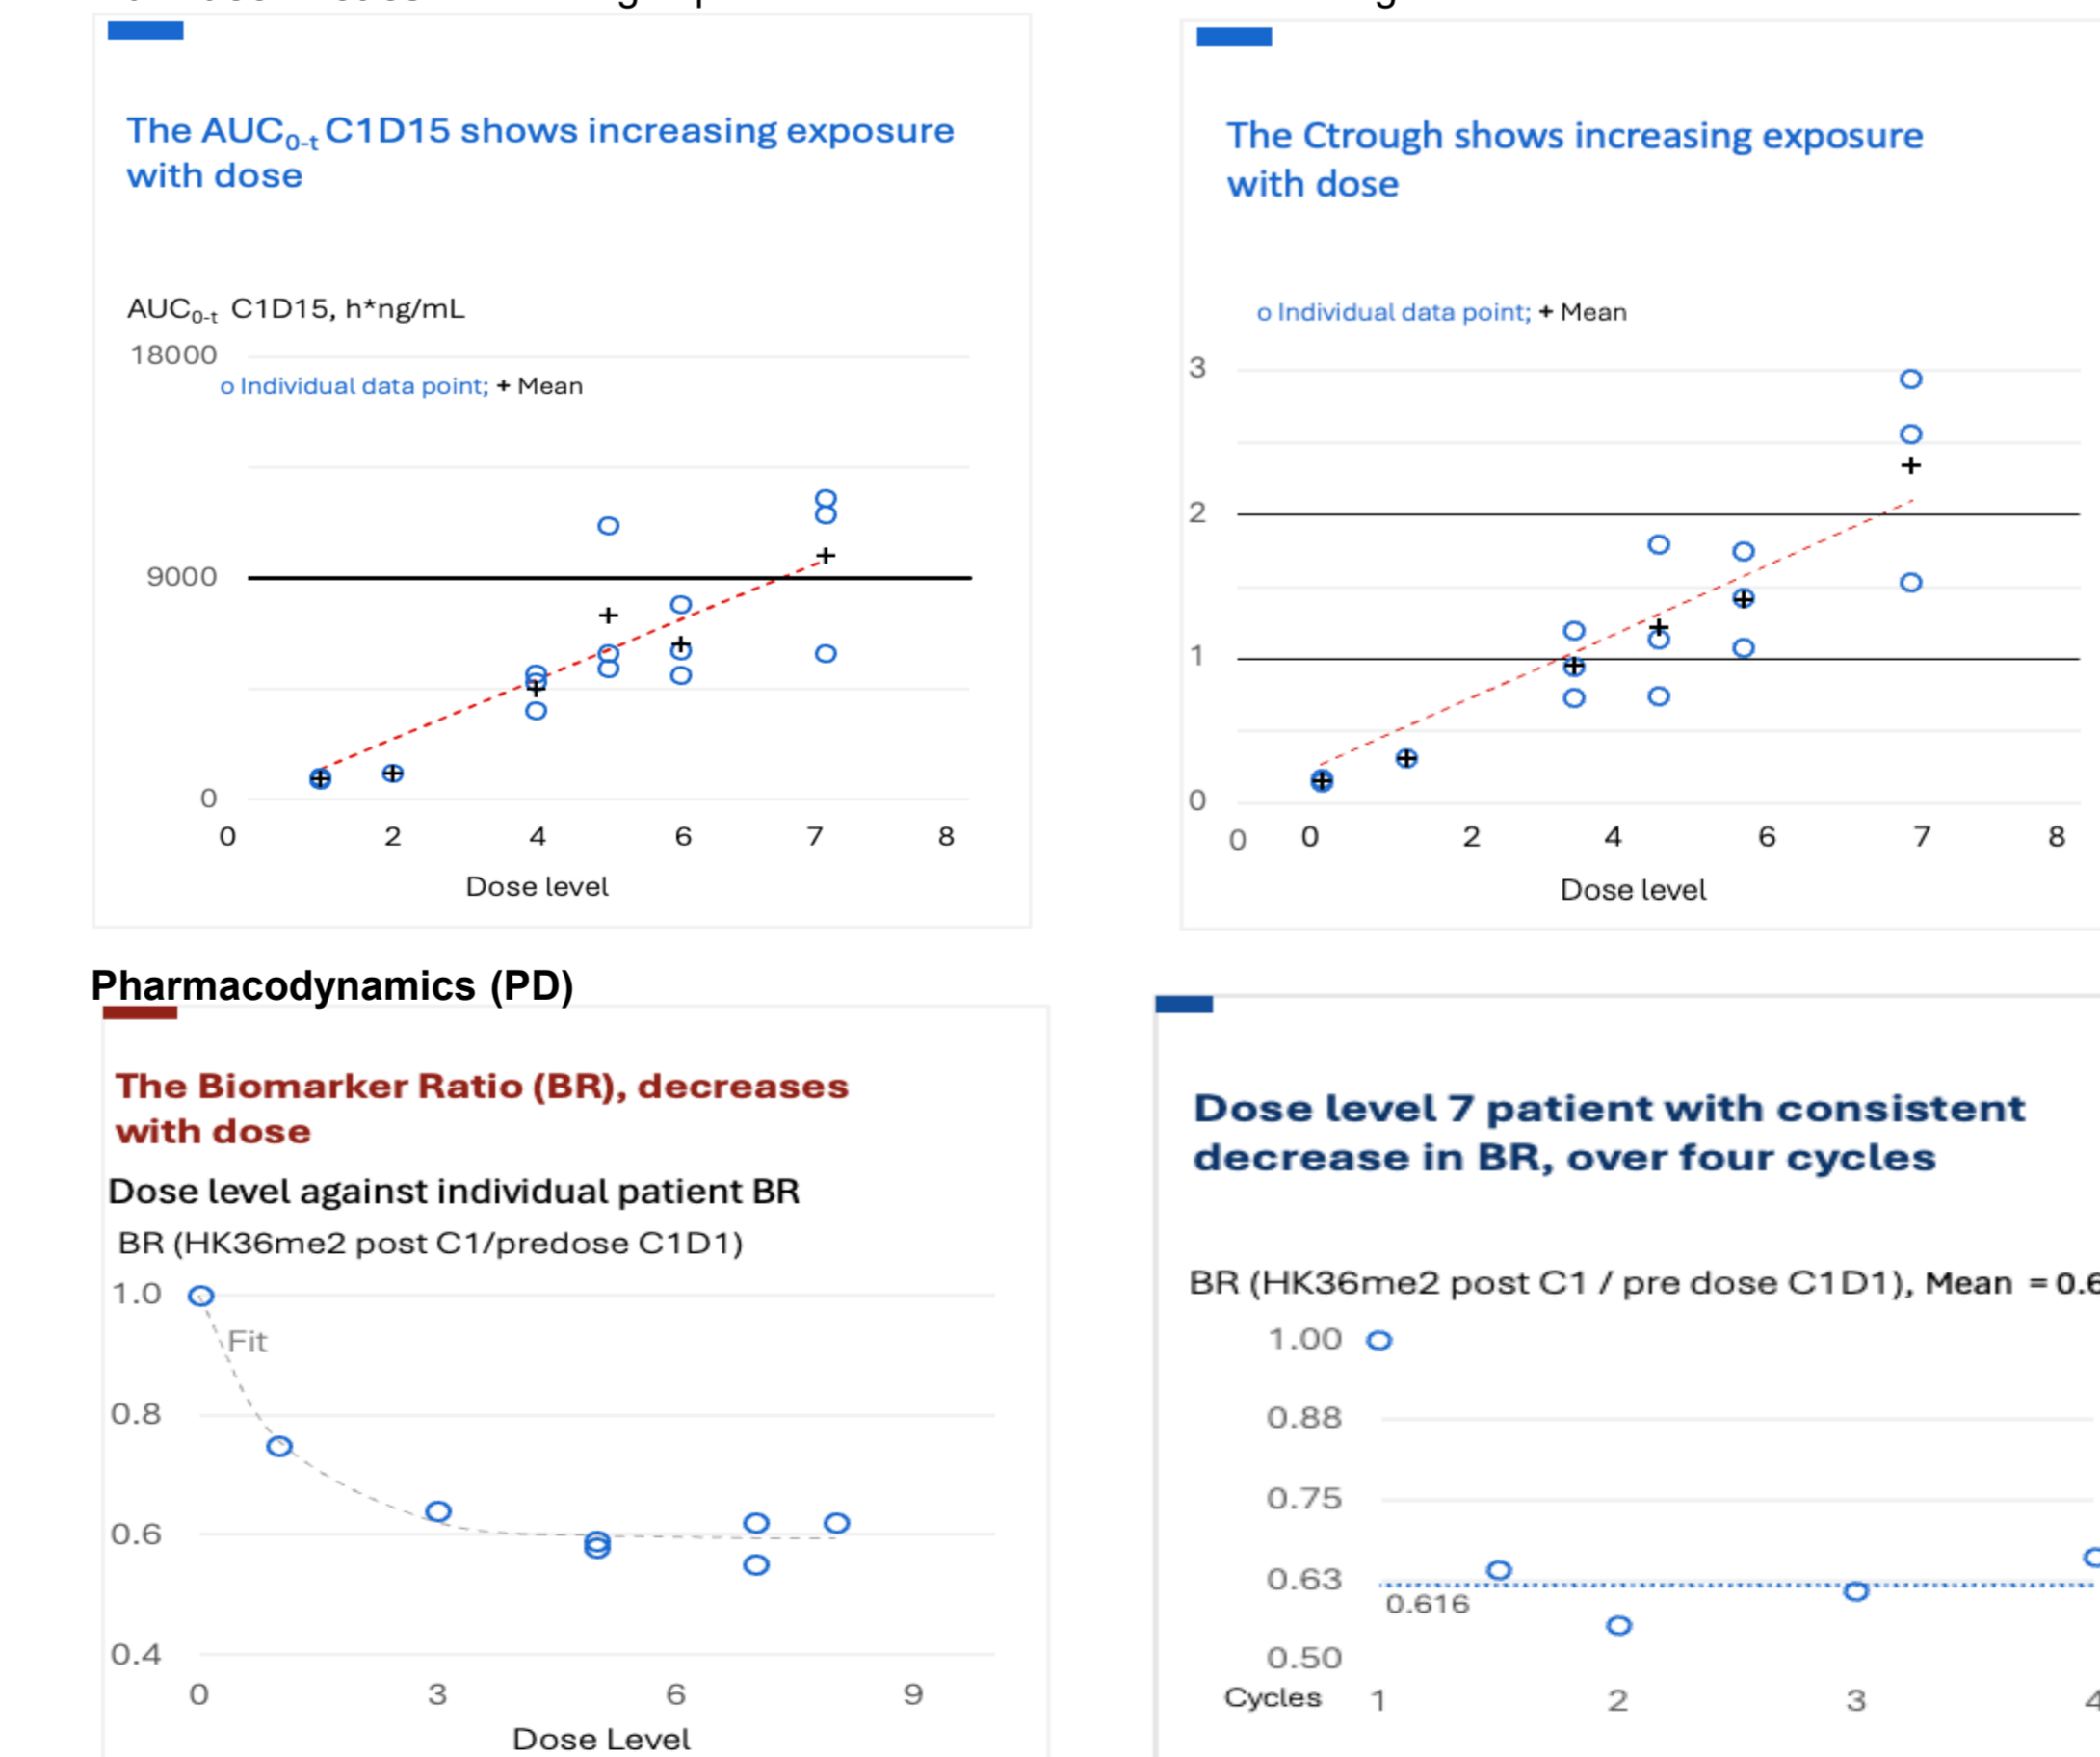 The AUC0-t C1D15 shows increasing exposure
with dose
AUC0-t C1D15, h*ng/mL
18000
o Individual data point; + Mean
9000
0
0 2 4 6 7 8
Dose level
The Ctrough shows increasing exposure
with dose
o Individual data point; + Mean
3
2
1
0
0 0 2 4 6 7 8
Dose level
Pharmacodynamics (PD)
The Biomarker Ratio (BR), decreases
with dose
Dose level against individual patient BR
BR (HK36me2 post C1/predose C1D1)
1.0
Fit
0.8
0.6
0.4
0 3 6 9
Dose Level
Dose level 7 patient with consistent
decrease in BR, over four cycles
BR (HK36me2 post C1 / pre dose C1D1), Mean =
1.00
0.88
0.75
0.63
0.616
0.50
Cycles 1 2 3 4